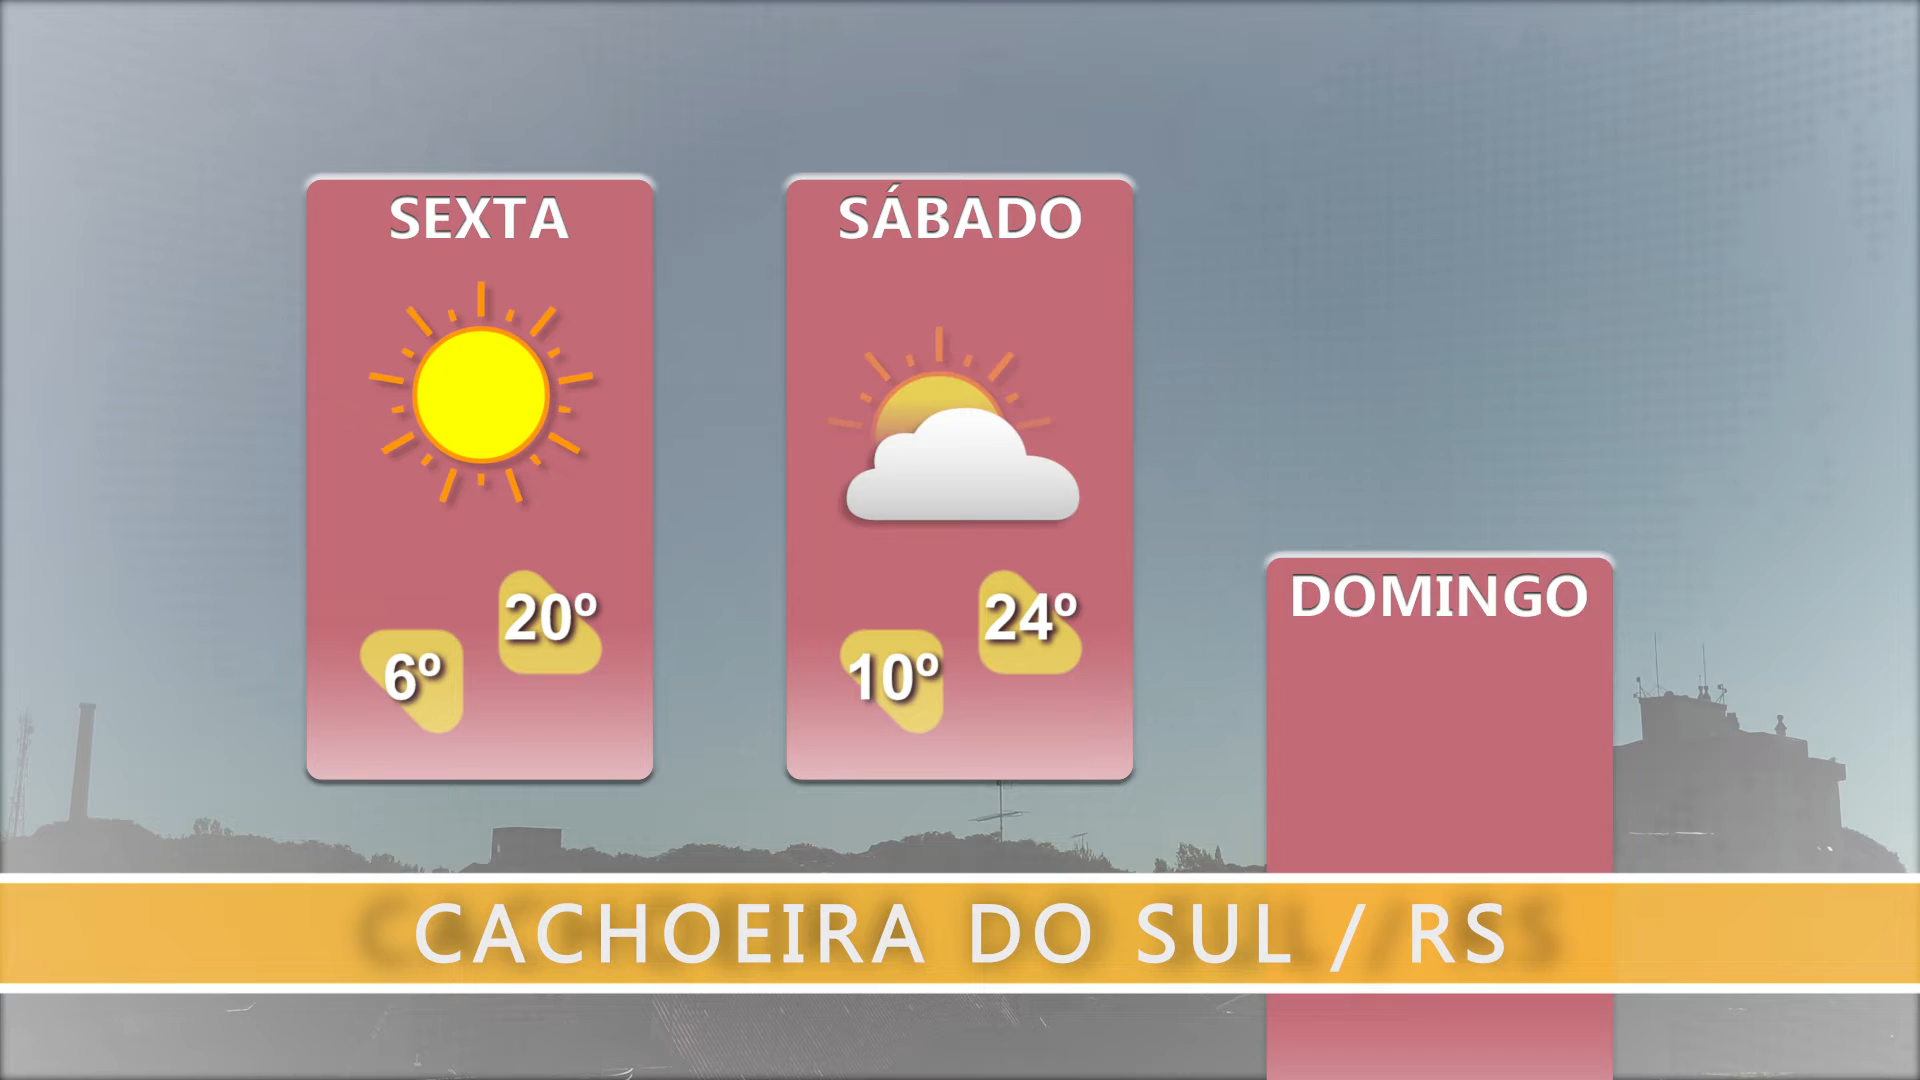 SEXTA
20º
6º
SÁBADO
24º
10º
DOMINGO
CACHOEIRA DO SUL / RS